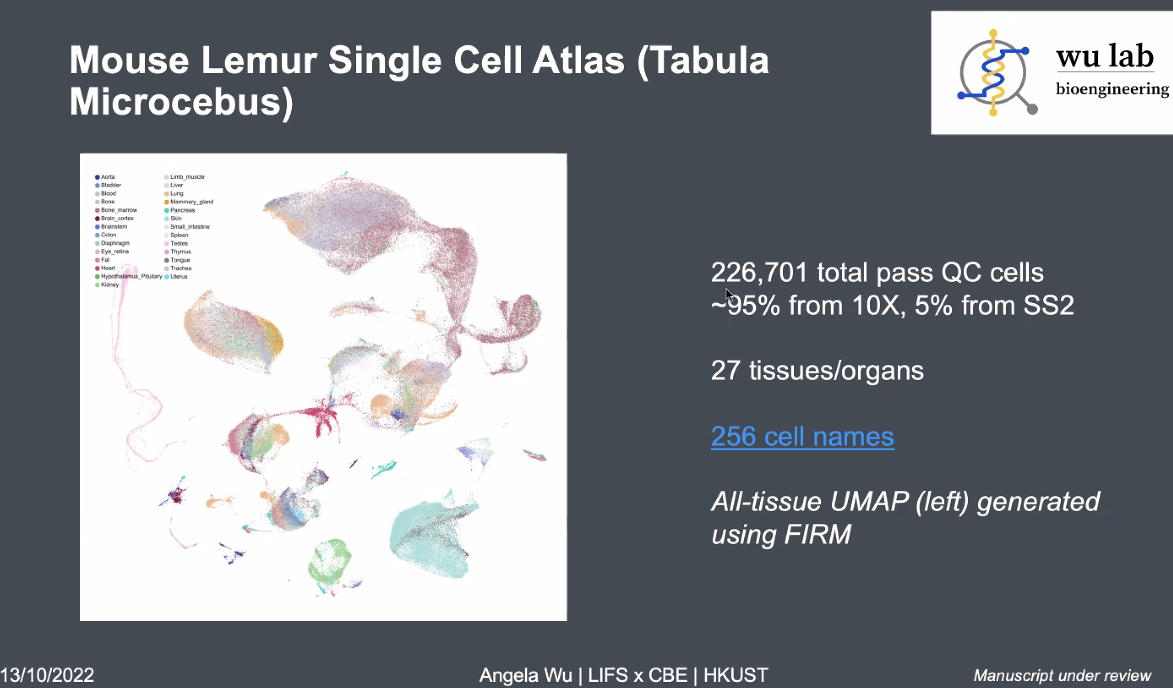 Mouse Lemur Single Cell Atlas (Tabula
Microcebus)
wu lab
bioengineering
Aorta
Bladder
Blood
Bone
Bone_marrow
Brain_cortex
Brainstem
Colon
Diaphragm
Eye_retina
Fat
Heart
Hypothalamus_Pituitary
Kidney
Limb_muscle
Liver
Lung
Mammary_gland
Pancreas
Skin
Small_intestine
Spleen
Testes
Thymus
Tongue
Trachea
Uterus
226,701 total pass QC cells
~95% from 10X, 5% from SS2
27 tissues/organs
256 cell names
All-tissue UMAP (left) generated
using FIRM
13/10/2022
Angela Wu | LIFS x CBE | HKUST
Manuscript under review